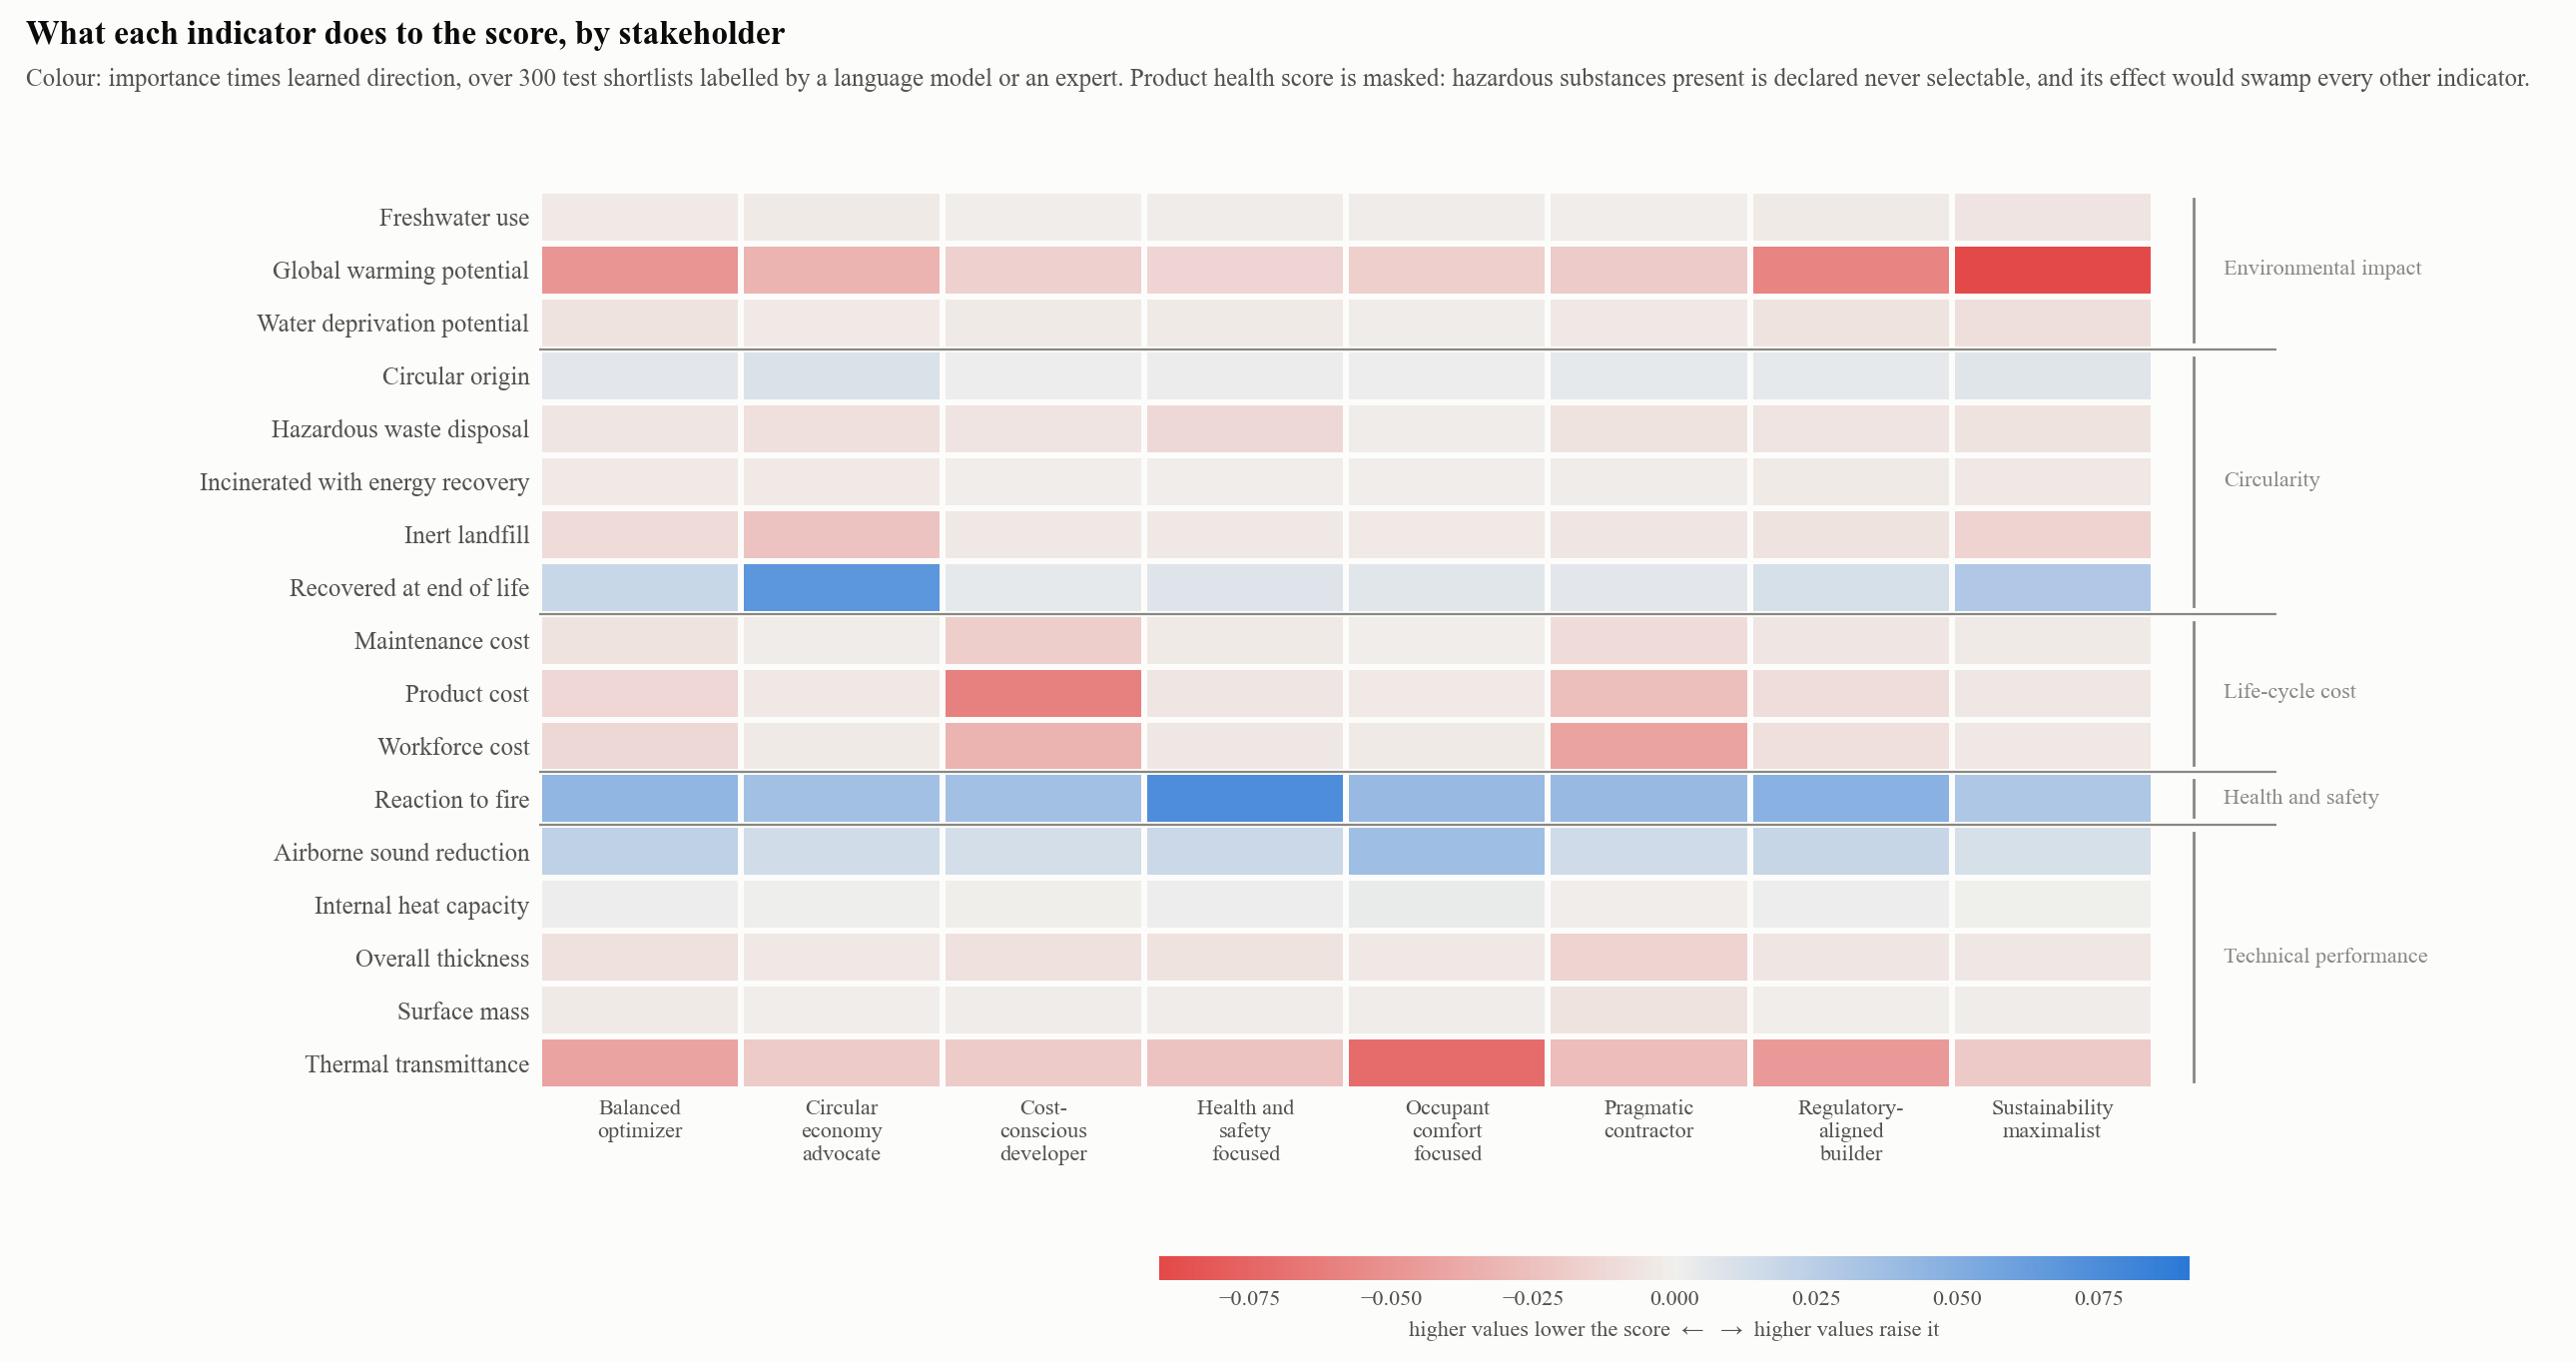 What each indicator does to the score, by stakeholder
Colour: importance times learned direction, over 300 test shortlists labelled by a language model or an expert. Product health score is masked: hazardous substances present is declared never selectable, and its effect would swamp every other indicator.
Freshwater use
Global warming potential
Water deprivation potential
Environmental impact
Circular origin
Hazardous waste disposal
Incinerated with energy recovery
Inert landfill
Recovered at end of life
Circularity
Maintenance cost
Product cost
Workforce cost
Life-cycle cost
Reaction to fire
Health and safety
Airborne sound reduction
Internal heat capacity
Overall thickness
Surface mass
Thermal transmittance
Technical performance
Balanced
optimizer
Circular
economy
advocate
Cost-
conscious
developer
Health and
safety
focused
Occupant
comfort
focused
Pragmatic
contractor
Regulatory-
aligned
builder
Sustainability
maximalist
−0.075 −0.050 −0.025 0.000 0.025 0.050 0.075
higher values lower the score ← → higher values raise it